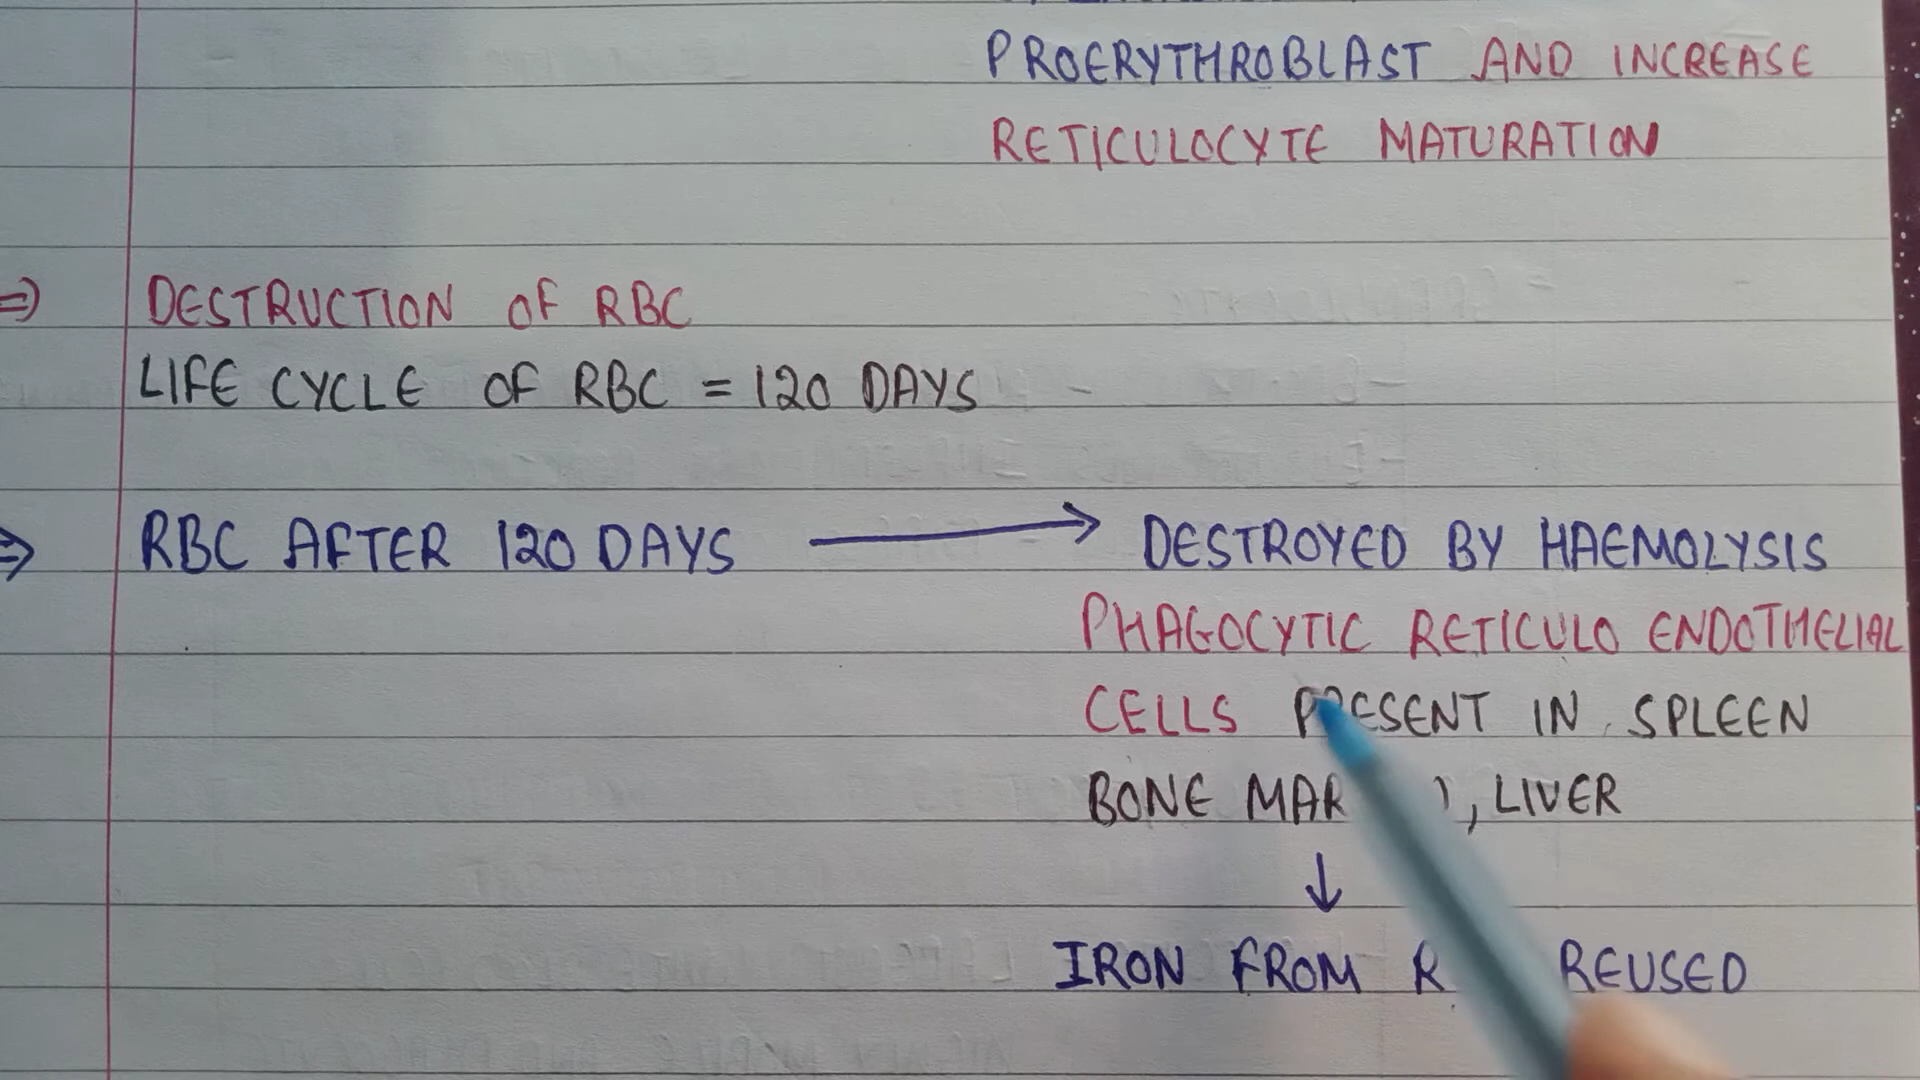 PROERYTHROBLAST AND INCREASE
RETICULOCYTE MATURATION
⇒ DESTRUCTION OF RBC
LIFE CYCLE OF RBC = 120 DAYS
⇒ RBC AFTER 120 DAYS → DESTROYED BY HAEMOLYSIS
PHAGOCYTIC RETICULO ENDOTHELIAL
CELLS PRESENT IN SPLEEN
BONE MAR , LIVER
↓
IRON FROM R REUSED